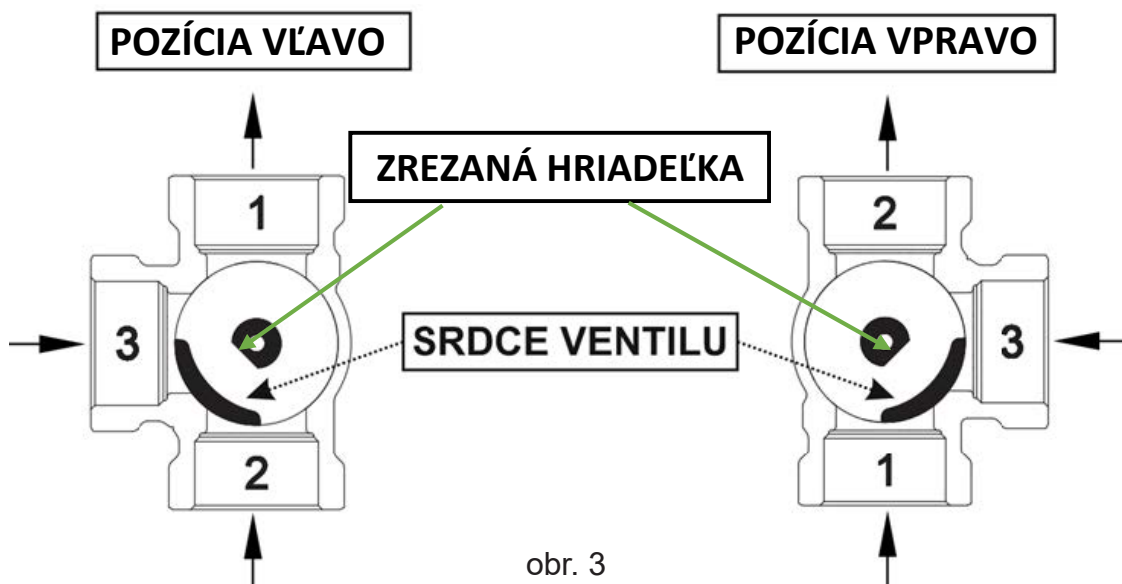 POZÍCIA VĽAVO
POZÍCIA VPRAVO
ZREZANÁ HRIADEĽKA
1
2
3
SRDCE VENTILU
3
2
1
obr. 3